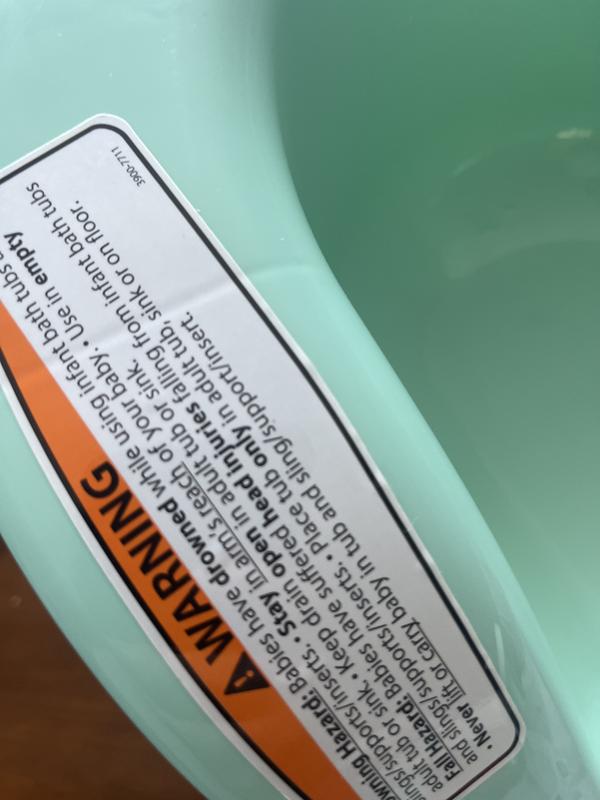 ⚠ WARNING
owning Hazard: Babies have drowned while using infant bath tubs
slings/supports/inserts. • Stay in arm's reach of your baby. • Use in empty
adult tub or sink. • Keep drain open in adult tub or sink.
Fall Hazard: Babies have suffered head injuries falling from infant bath tubs
and slings/supports/inserts. • Place tub only in adult tub, sink or on floor.
• Never lift or carry baby in tub and sling/support/insert.
3900-7711